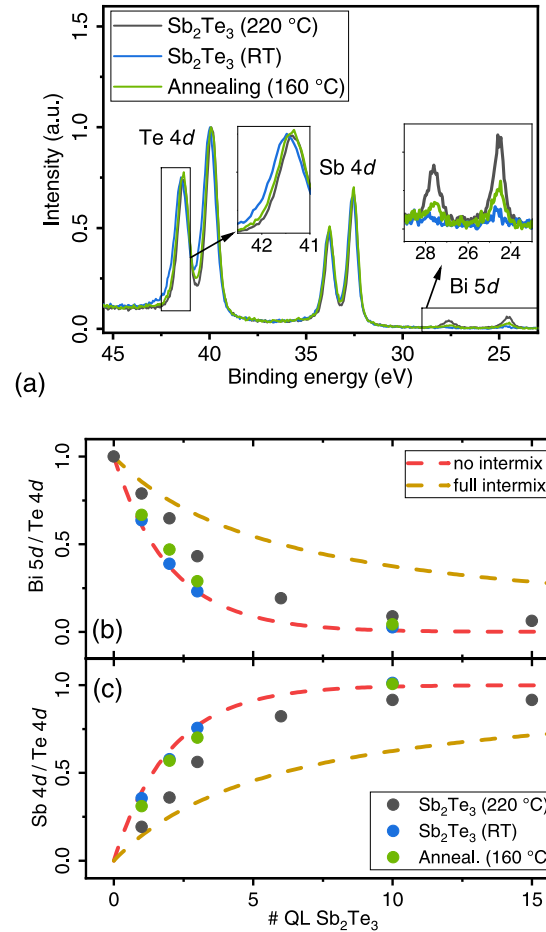 Sb₂Te₃ (220 °C)
Sb₂Te₃ (RT)
Annealing (160 °C)
Te 4d
Sb 4d
Bi 5d
42 41
28 26 24
Intensity (a.u.)
1.0
0.5
0.0
45 40 35 30 25
Binding energy (eV)
(a)
no intermix
full intermix
Bi 5d / Te 4d
1.0
0.5
0.0
(b)
(c)
Sb 4d / Te 4d
1.0
0.5
0.0
Sb₂Te₃ (220 °C)
Sb₂Te₃ (RT)
Anneal. (160 °C)
0 5 10 15
# QL Sb₂Te₃